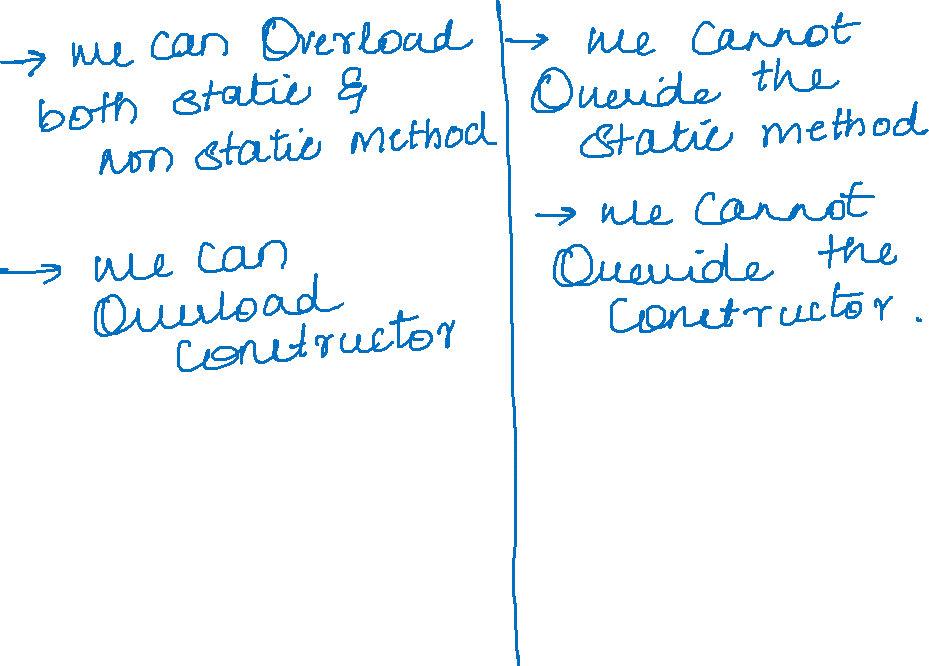 → we can Overload
both static &
non static method
→ we can
Overload
constructor
→ we cannot
Override the
static method
→ we cannot
Override the
constructor.